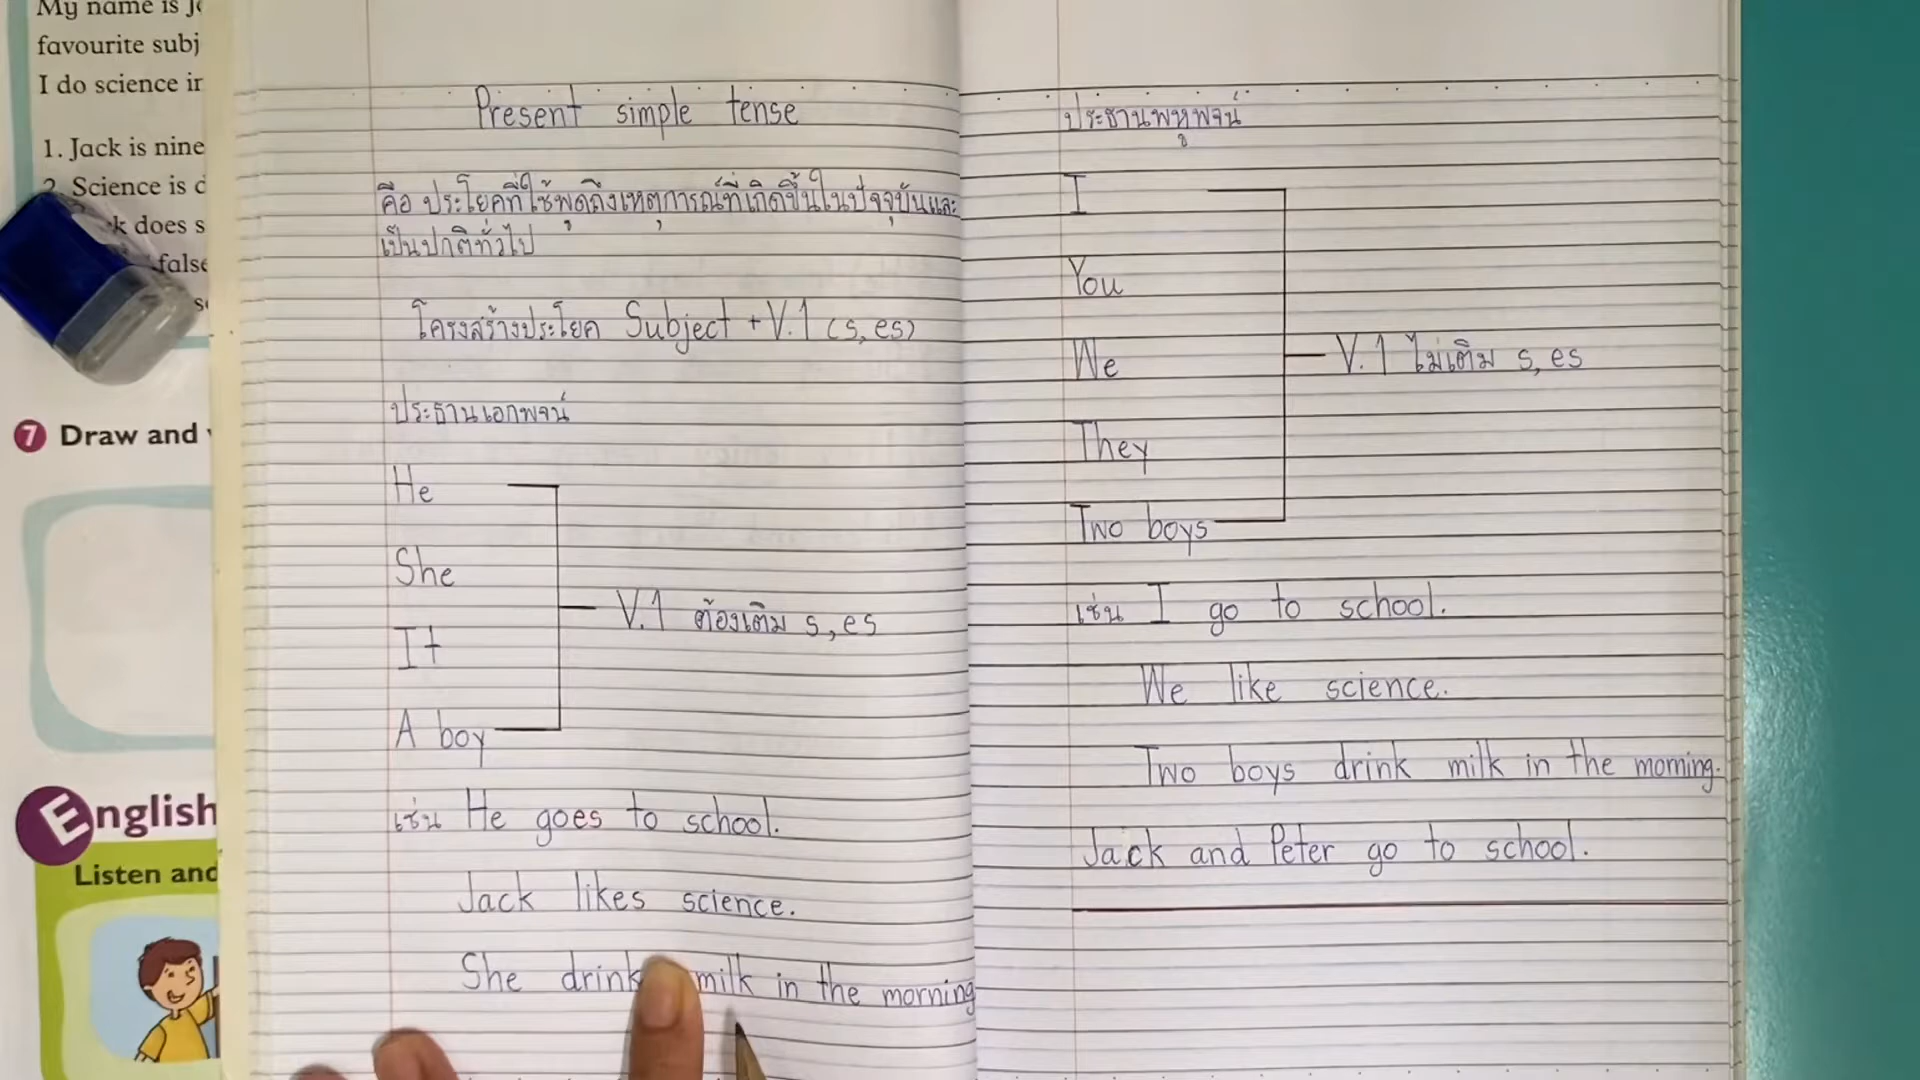 My name is
favourite subj
I do science in
1. Jack is nine
2. Science is
does s
false
7 Draw and
English
Listen and
Present simple tense
คือ ประโยคที่ใช้พูดถึงเหตุการณ์ที่เกิดขึ้นในปัจจุบันและ
เป็นปกติทั่วไป
โครงสร้างประโยค Subject + V.1 (s, es)
ประธานเอกพจน์
He
She
It
A boy
V.1 ต้องเติม s, es
เช่น He goes to school.
Jack likes science.
She drink milk in the morning
ประธานพหูพจน์
I
You
We
They
Two boys
V.1 ไม่เติม s, es
เช่น I go to school.
We like science.
Two boys drink milk in the morning.
Jack and Peter go to school.